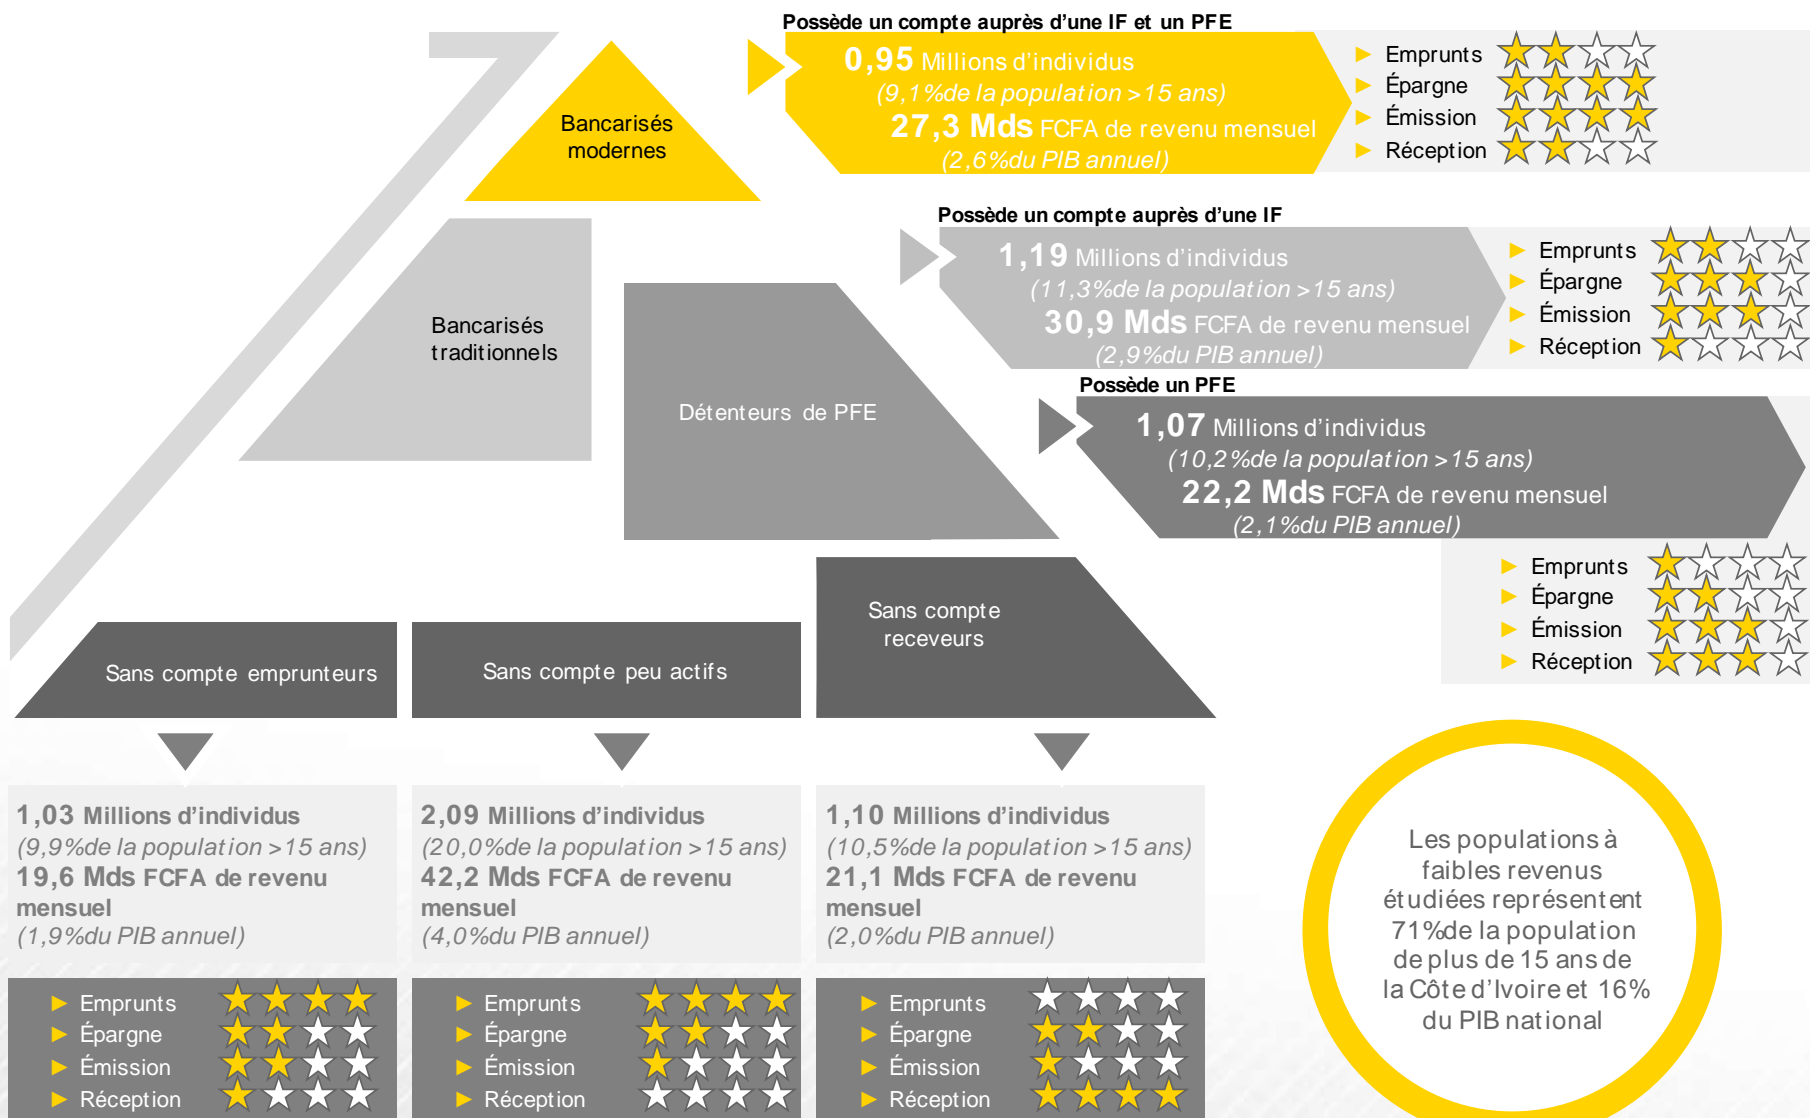 Possède un compte auprès d'une IF et un PFE
Bancarisés
modernes
0,95 Millions d'individus
(9,1%de la population >15 ans)
27,3 Mds FCFA de revenu mensuel
(2,6%du PIB annuel)
Emprunts
Épargne
Émission
Réception
Possède un compte auprès d'une IF
Bancarisés
traditionnels
1,19 Millions d'individus
(11,3%de la population >15 ans)
30,9 Mds FCFA de revenu mensuel
(2,9%du PIB annuel)
Emprunts
Épargne
Émission
Réception
Possède un PFE
Détenteurs de PFE
1,07 Millions d'individus
(10,2%de la population >15 ans)
22,2 Mds FCFA de revenu mensuel
(2,1%du PIB annuel)
Emprunts
Épargne
Émission
Réception
Sans compte emprunteurs
Sans compte peu actifs
Sans compte
receveurs
1,03 Millions d'individus
(9,9%de la population >15 ans)
19,6 Mds FCFA de revenu
mensuel
(1,9%du PIB annuel)
Emprunts
Épargne
Émission
Réception
2,09 Millions d'individus
(20,0%de la population >15 ans)
42,2 Mds FCFA de revenu
mensuel
(4,0%du PIB annuel)
Emprunts
Épargne
Émission
Réception
1,10 Millions d'individus
(10,5%de la population >15 ans)
21,1 Mds FCFA de revenu
mensuel
(2,0%du PIB annuel)
Emprunts
Épargne
Émission
Réception
Les populations à
faibles revenus
étudiées représentent
71%de la population
de plus de 15 ans de
la Côte d'Ivoire et 16%
du PIB national